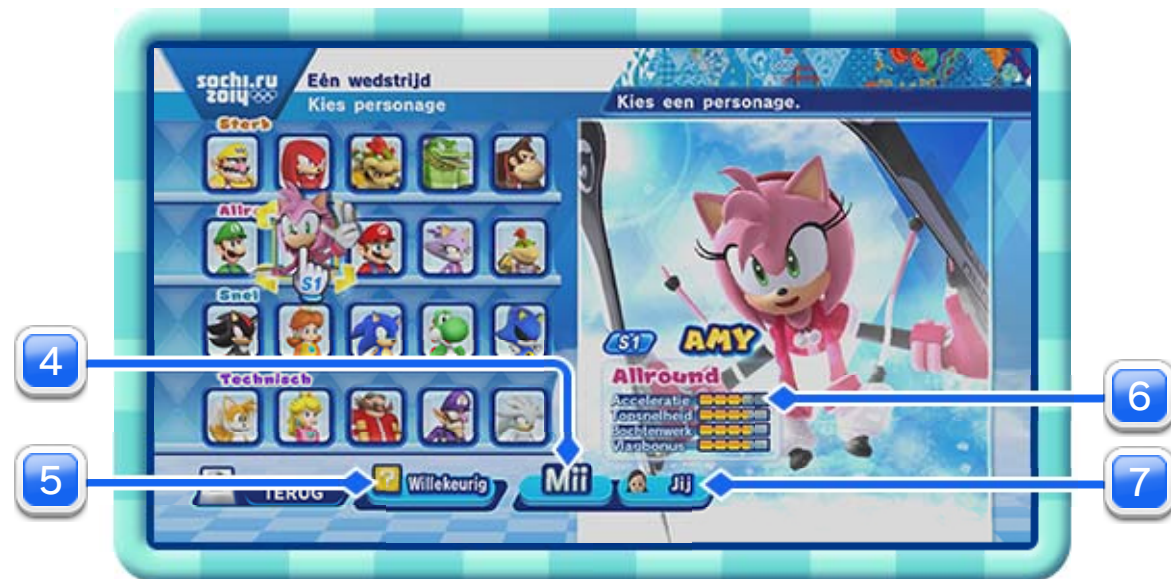 sochi.ru
2014
Eén wedstrijd
Kies personage
Kies een personage.
Sterk
Allro
S1
Snel
Technisch
S1 AMY
Allround
Acceleratie
Topsnelheid
Bochtenwerk
Vlagbonus
? Willekeurig
TERUG
Mii
Jij
4
5
6
7